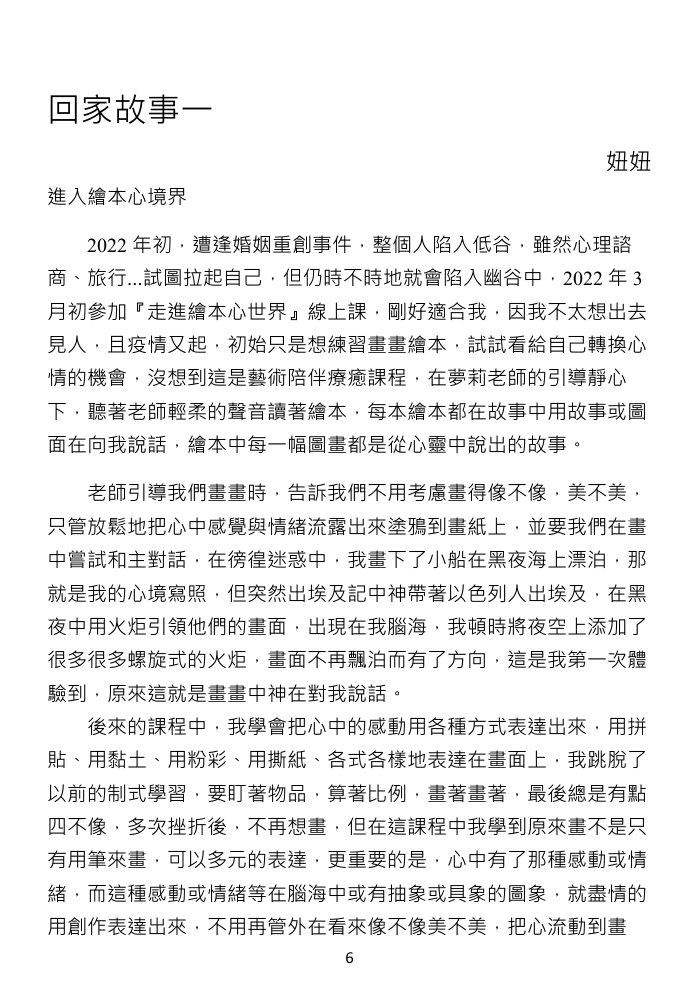 回家故事一
妞妞
進入繪本心境界
2022 年初，遭逢婚姻重創事件，整個人陷入低谷，雖然心理諮
商、旅行...試圖拉起自己，但仍時不時地就會陷入幽谷中，2022 年 3
月初參加『走進繪本心世界』線上課，剛好適合我，因我不太想出去
見人，且疫情又起，初始只是想練習畫畫繪本，試試看給自己轉換心
情的機會，沒想到這是藝術陪伴療癒課程，在夢莉老師的引導靜心
下，聽著老師輕柔的聲音讀著繪本，每本繪本都在故事中用故事或圖
面在向我說話，繪本中每一幅圖畫都是從心靈中說出的故事。
老師引導我們畫畫時，告訴我們不用考慮畫得像不像，美不美，
只管放鬆地把心中感覺與情緒流露出來塗鴉到畫紙上，並要我們在畫
中嘗試和主對話，在徬徨迷惑中，我畫下了小船在黑夜海上漂泊，那
就是我的心境寫照，但突然出埃及記中神帶著以色列人出埃及，在黑
夜中用火炬引領他們的畫面，出現在我腦海，我頓時將夜空上添加了
很多很多螺旋式的火炬，畫面不再飄泊而有了方向，這是我第一次體
驗到，原來這就是畫畫中神在對我說話。
後來的課程中，我學會把心中的感動用各種方式表達出來，用拼
貼、用黏土、用粉彩、用撕紙、各式各樣地表達在畫面上，我跳脫了
以前的制式學習，要盯著物品，算著比例，畫著畫著，最後總是有點
四不像，多次挫折後，不再想畫，但在這課程中我學到原來畫不是只
有用筆來畫，可以多元的表達，更重要的是，心中有了那種感動或情
緒，而這種感動或情緒等在腦海中或有抽象或具象的圖象，就盡情的
用創作表達出來，不用再管外在看來像不像美不美，把心流動到畫
6